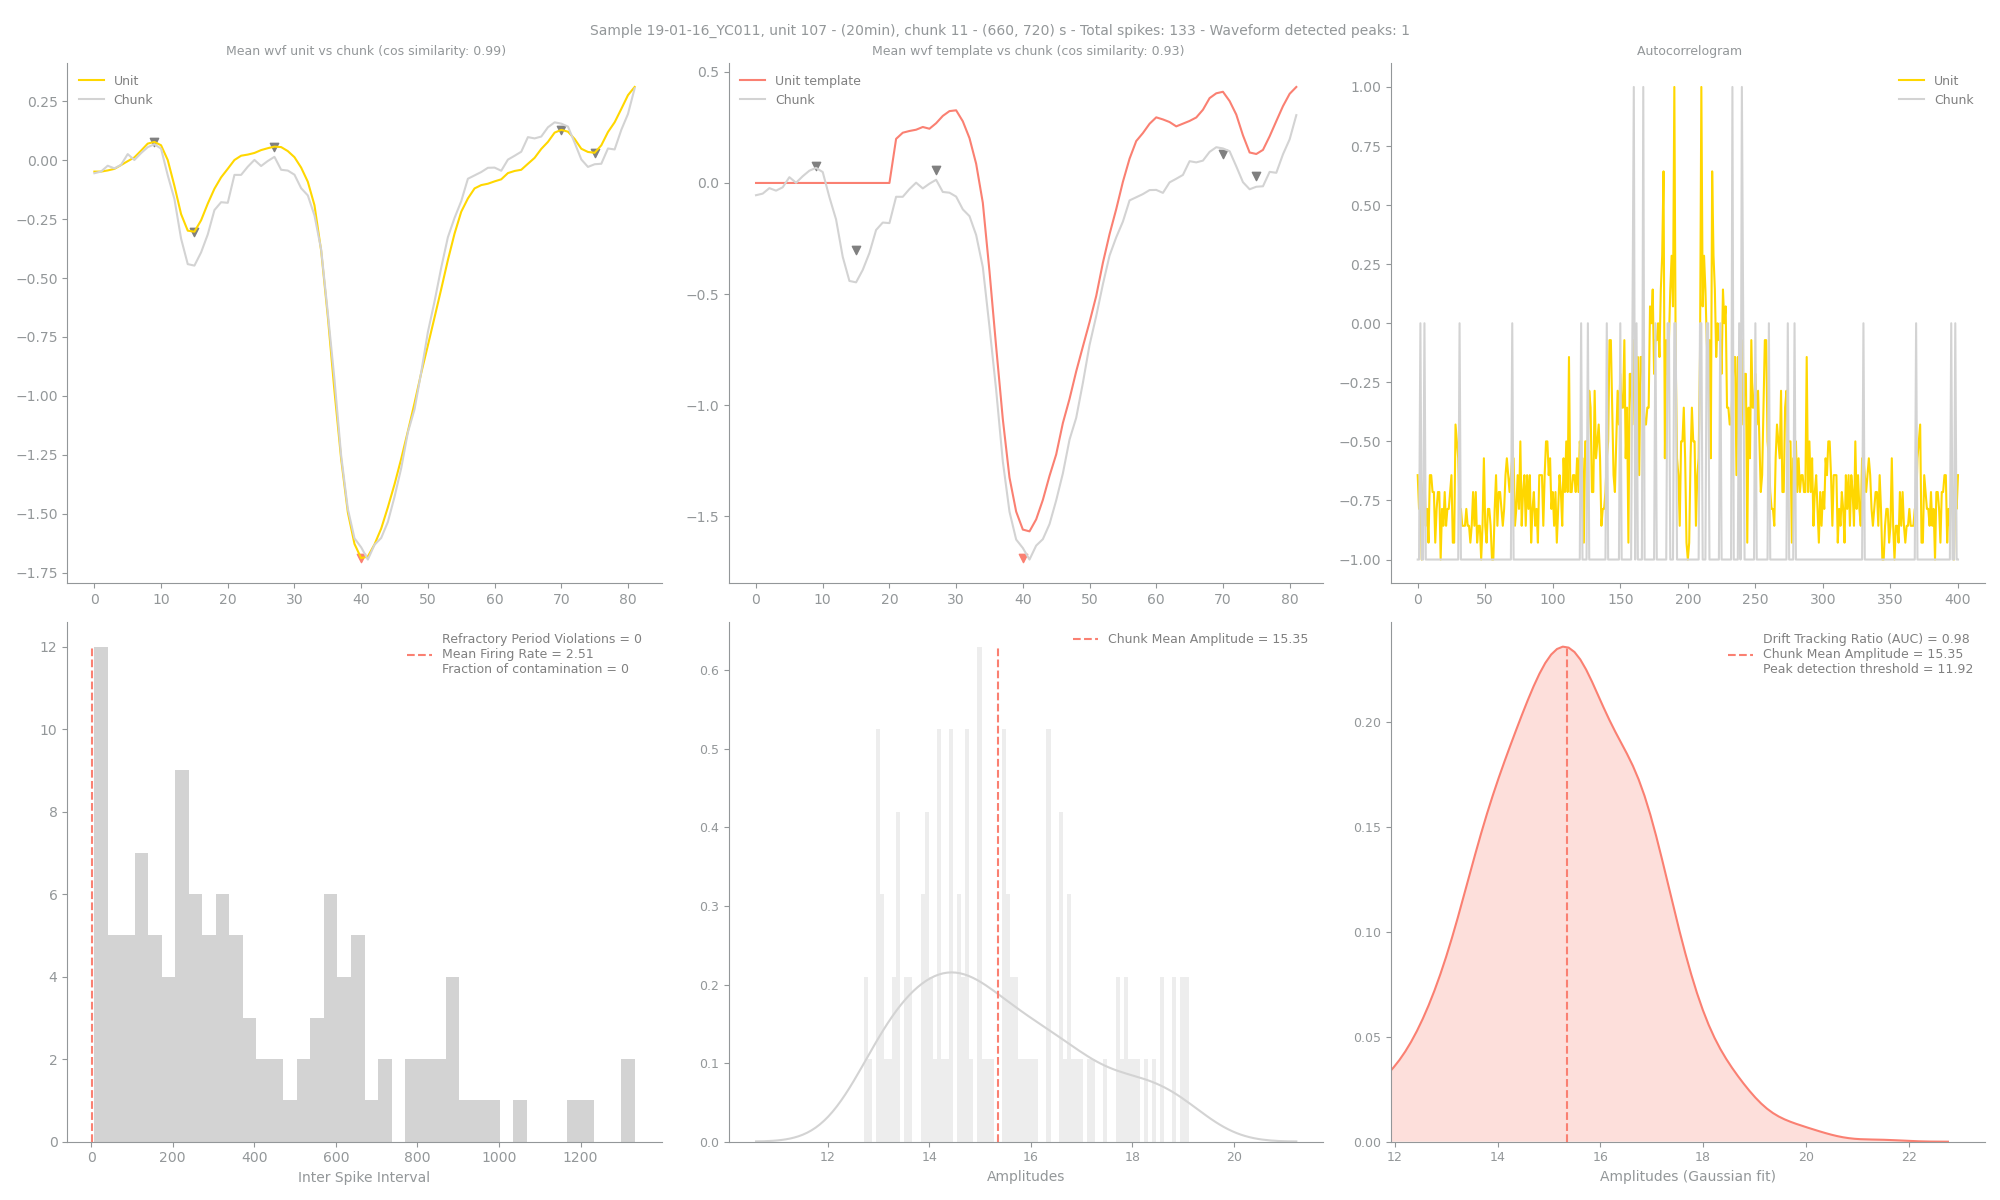 Sample 19-01-16_YC011, unit 107 - (20min), chunk 11 - (660, 720) s - Total spikes: 133 - Waveform detected peaks: 1
Mean wvf unit vs chunk (cos similarity: 0.99)
Unit
Chunk
0.25
0.00
−0.25
−0.50
−0.75
−1.00
−1.25
−1.50
−1.75
0 10 20 30 40 50 60 70 80
Mean wvf template vs chunk (cos similarity: 0.93)
Unit template
Chunk
0.5
0.0
−0.5
−1.0
−1.5
0 10 20 30 40 50 60 70 80
Autocorrelogram
Unit
Chunk
1.00
0.75
0.50
0.25
0.00
−0.25
−0.50
−0.75
−1.00
0 50 100 150 200 250 300 350 400
Refractory Period Violations = 0
Mean Firing Rate = 2.51
Fraction of contamination = 0
12
10
8
6
4
2
0
0 200 400 600 800 1000 1200
Inter Spike Interval
Chunk Mean Amplitude = 15.35
0.6
0.5
0.4
0.3
0.2
0.1
0.0
12 14 16 18 20
Amplitudes
Drift Tracking Ratio (AUC) = 0.98
Chunk Mean Amplitude = 15.35
Peak detection threshold = 11.92
0.20
0.15
0.10
0.05
0.00
12 14 16 18 20 22
Amplitudes (Gaussian fit)